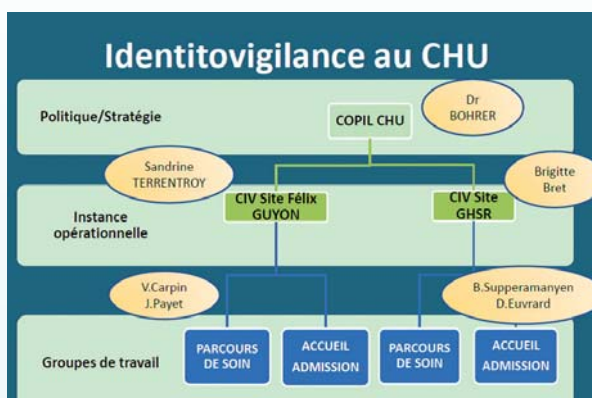 Identitovigilance au CHU
Politique/Stratégie
COPIL CHU
Dr
BOHRER
Sandrine
TERRENTROY
Brigitte
Bret
Instance
opérationnelle
CIV Site Félix
GUYON
CIV Site
GHSR
V.Carpin
J.Payet
B.Supperamanyen
D.Euvrard
Groupes de travail
PARCOURS
DE SOIN
ACCUEIL
ADMISSION
PARCOURS
DE SOIN
ACCUEIL
ADMISSION